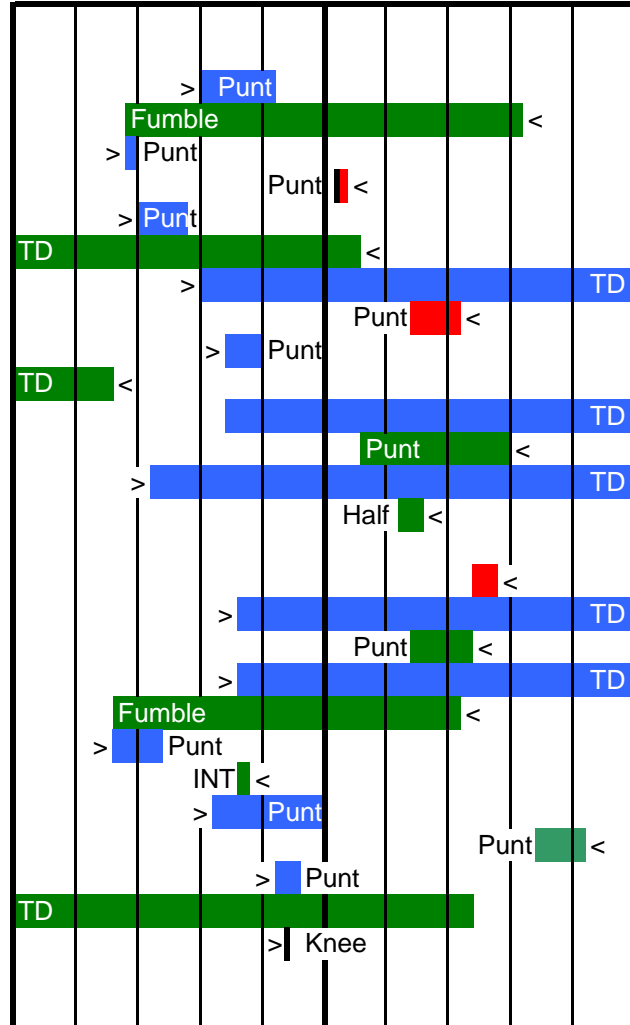 > Punt
Fumble <
> Punt
Punt <
> Punt
TD <
> TD
Punt <
> Punt
TD <
TD
Punt <
> TD
Half <
<
> TD
Punt <
> TD
Fumble <
> Punt
INT <
> Punt
Punt <
> Punt
TD
> Knee